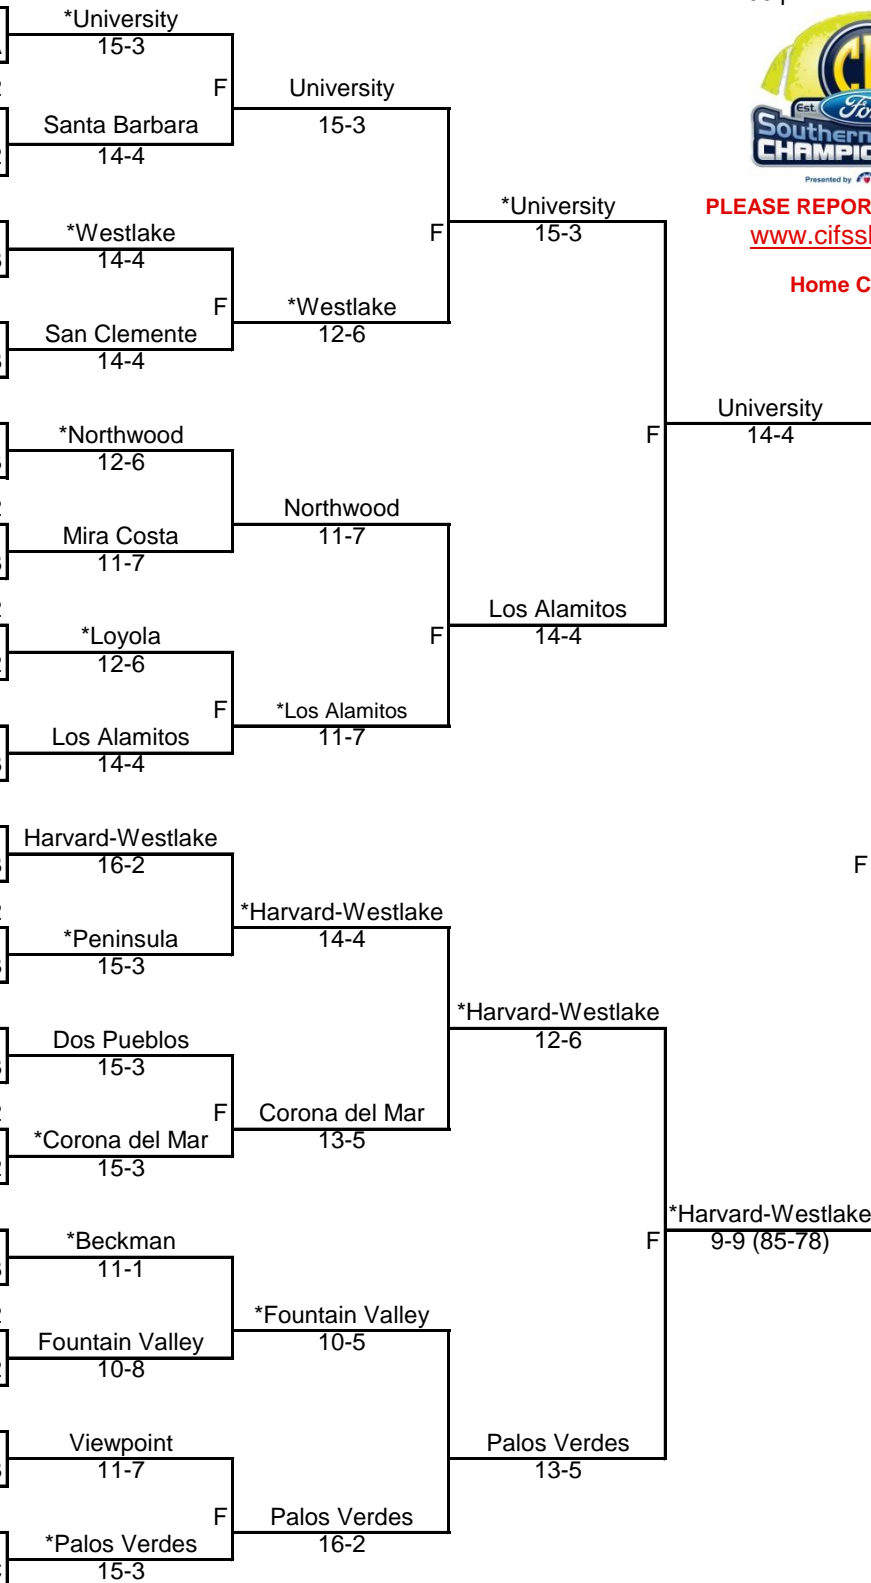 *University
15-3
F
University
Santa Barbara
15-3
14-4
Est.
Southern
CHAMPIO
Presented by
*University
PLEASE REPOR
*Westlake
F
15-3
www.cifssl
14-4
Home C
F
*Westlake
San Clemente
12-6
14-4
University
*Northwood
F
14-4
12-6
Northwood
Mira Costa
11-7
11-7
Los Alamitos
*Loyola
F
14-4
12-6
F
*Los Alamitos
Los Alamitos
11-7
14-4
Harvard-Westlake
16-2
F
*Harvard-Westlake
*Peninsula
14-4
15-3
*Harvard-Westlake
Dos Pueblos
12-6
15-3
F
Corona del Mar
*Corona del Mar
13-5
15-3
*Harvard-Westlake
*Beckman
F
9-9 (85-78)
11-1
*Fountain Valley
Fountain Valley
10-5
10-8
Viewpoint
Palos Verdes
11-7
13-5
F
Palos Verdes
*Palos Verdes
16-2
15-3